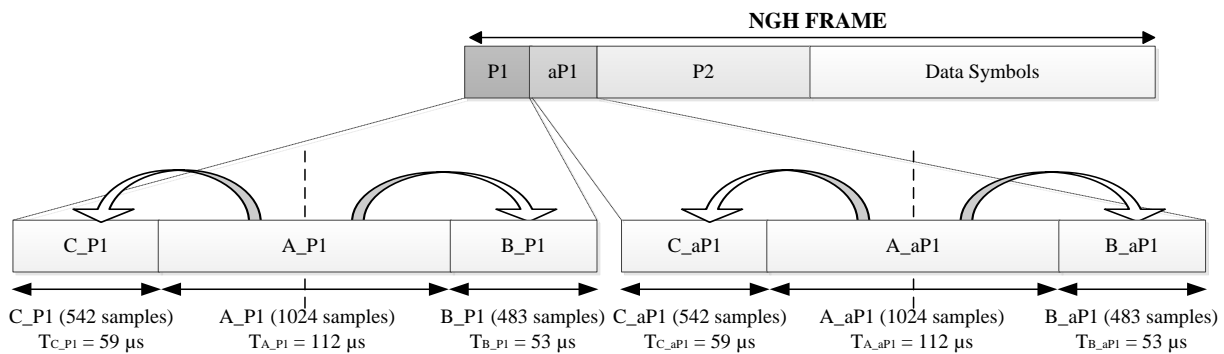 NGH FRAME
P1 aP1 P2 Data Symbols
C_P1 A_P1 B_P1 C_aP1 A_aP1 B_aP1
C_P1 (542 samples) A_P1 (1024 samples) B_P1 (483 samples) C_aP1 (542 samples) A_aP1 (1024 samples) B_aP1 (483 samples)
TC_P1 = 59 µs TA_P1 = 112 µs TB_P1 = 53 µs TC_aP1 = 59 µs TA_aP1 = 112 µs TB_aP1 = 53 µs